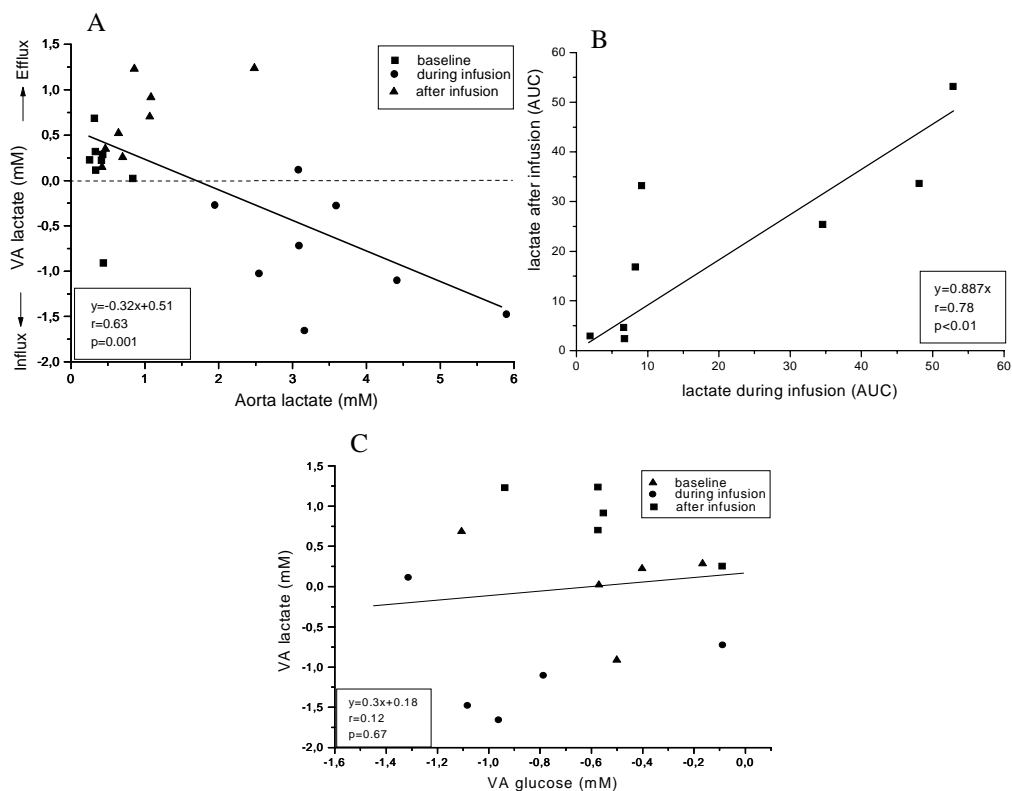 A
Efflux
VA lactate (mM)
Influx
1,5
1,0
0,5
0,0
-0,5
-1,0
-1,5
-2,0
baseline
during infusion
after infusion
y=-0.32x+0.51
r=0.63
p=0.001
0 1 2 3 4 5 6
Aorta lactate (mM)
B
lactate after infusion (AUC)
60
50
40
30
20
10
0
y=0.887x
r=0.78
p<0.01
0 10 20 30 40 50 60
lactate during infusion (AUC)
C
VA lactate (mM)
1,5
1,0
0,5
0,0
-0,5
-1,0
-1,5
-2,0
baseline
during infusion
after infusion
y=0.3x+0.18
r=0.12
p=0.67
-1,6 -1,4 -1,2 -1,0 -0,8 -0,6 -0,4 -0,2 0,0
VA glucose (mM)